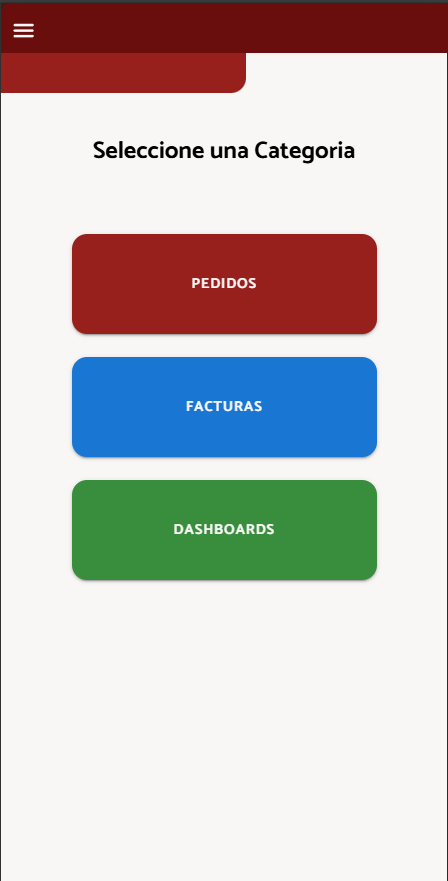 Seleccione una Categoria
PEDIDOS
FACTURAS
DASHBOARDS